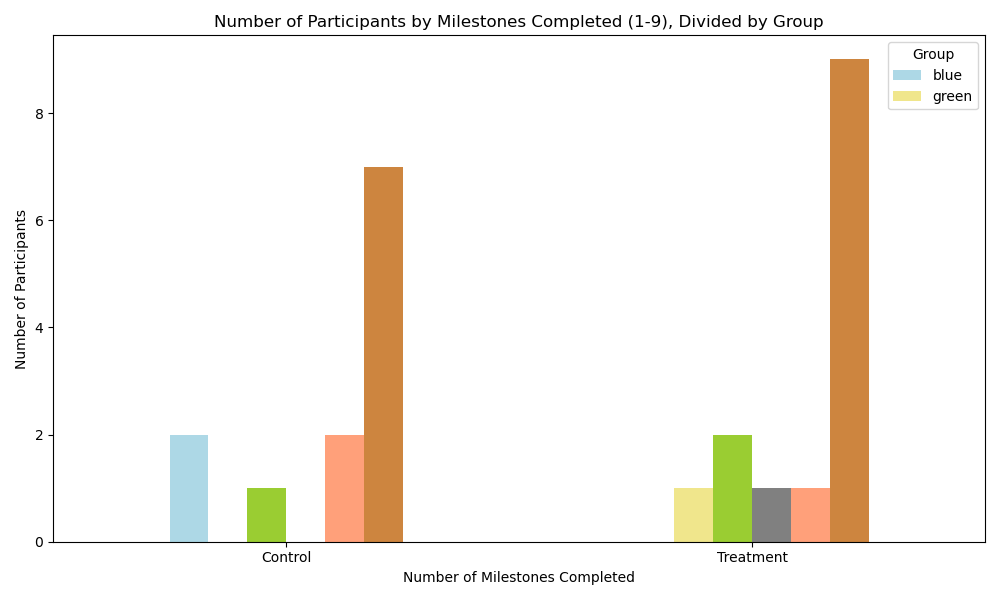 Number of Participants by Milestones Completed (1-9), Divided by Group
Group
blue
green
Number of Participants
8
6
4
2
0
Control
Treatment
Number of Milestones Completed